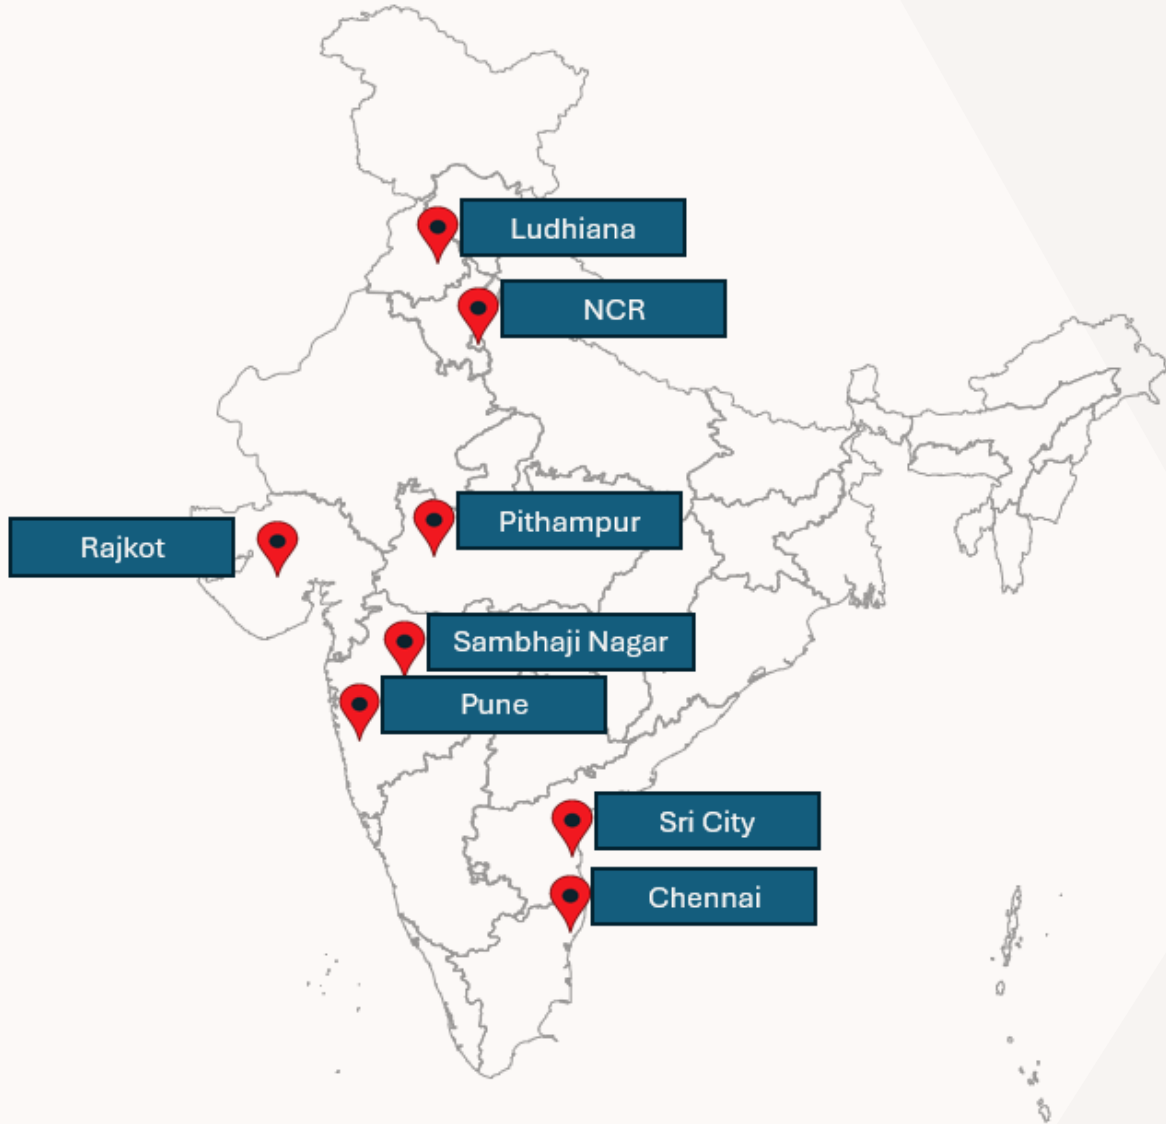 Ludhiana
NCR
Pithampur
Rajkot
Sambhaji Nagar
Pune
Sri City
Chennai